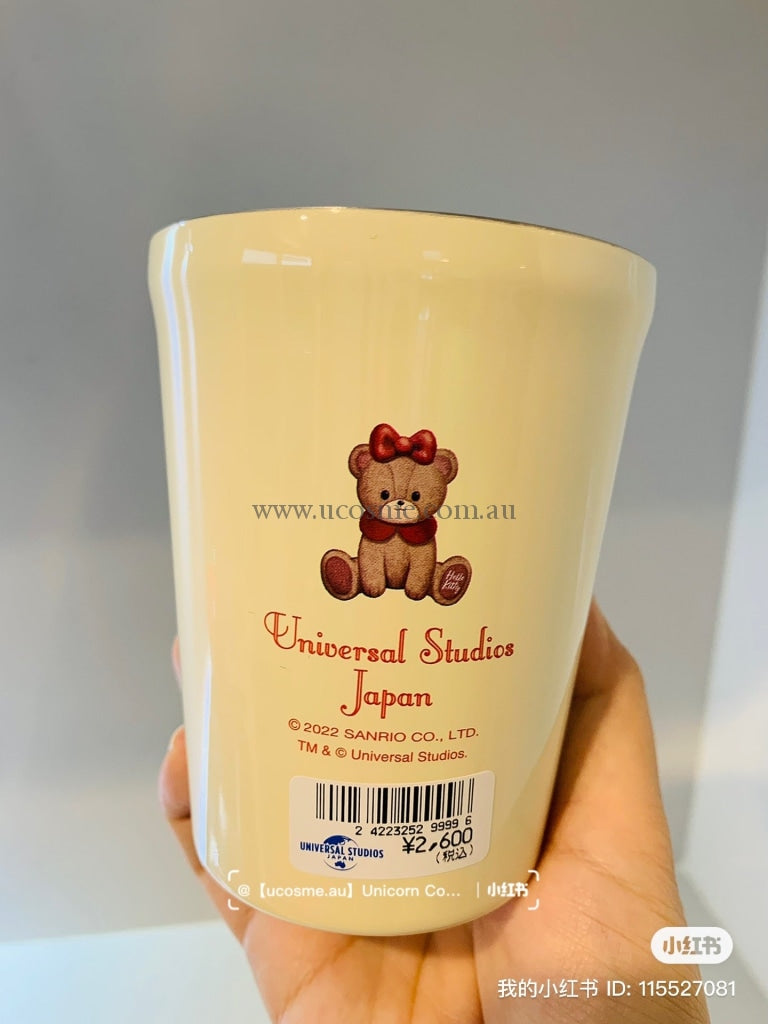 www.ucosme.com.au
Hello
Kitty
Universal Studios
Japan
© 2022 SANRIO CO., LTD.
TM & © Universal Studios.
2 4223252 9999 6
¥2,600
(税込)
UNIVERSAL STUDIOS
JAPAN
@【ucosme.au】Unicorn Co... | 小红书
小红书
我的小红书 ID: 115527081